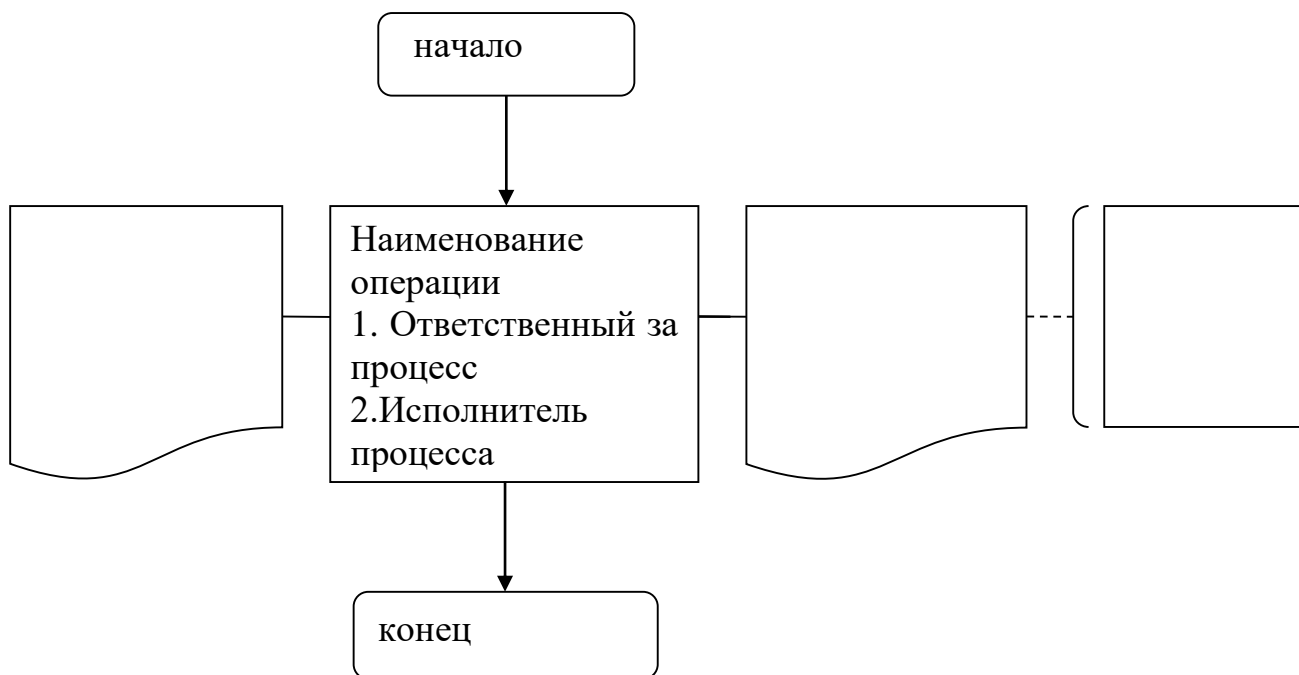 начало
Наименование
операции
1. Ответственный за
процесс
2.Исполнитель
процесса
конец